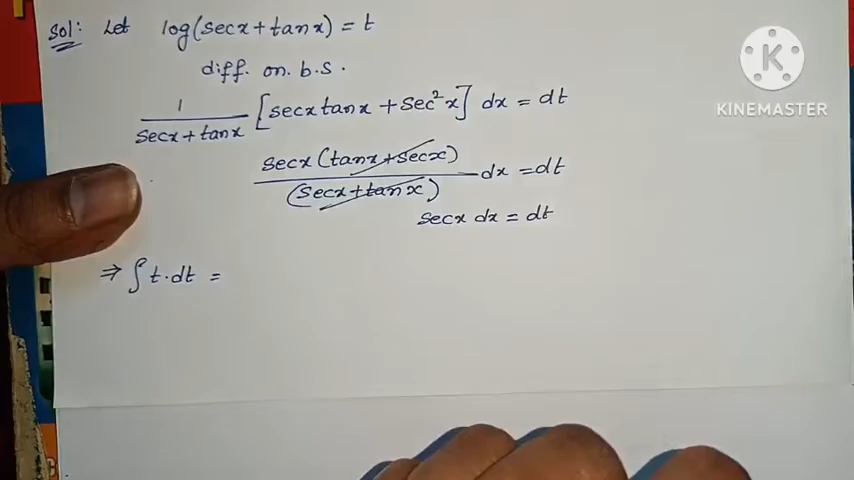 Sol: Let log(secx+tanx) = t
diff. on. b.s.
1/(secx+tanx) [secx tanx + sec²x] dx = dt
secx(tanx+secx)/(secx+tanx) dx = dt
secx dx = dt
⇒ ∫ t.dt =
K
KINEMASTER